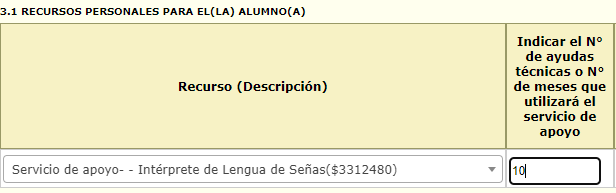 3.1 RECURSOS PERSONALES PARA EL(LA) ALUMNO(A)
Recurso (Descripción)
Indicar el N°
de ayudas
técnicas o N°
de meses que
utilizará el
servicio de
apoyo
Servicio de apoyo- - Intérprete de Lengua de Señas($3312480)
10